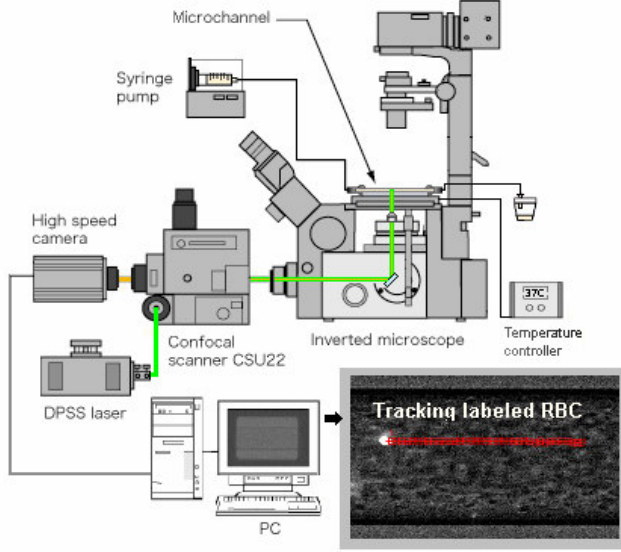 Microchannel
Syringe
pump
High speed
camera
Confocal
scanner CSU22
Inverted microscope
37C
Temperature
controller
DPSS laser
PC
Tracking labeled RBC